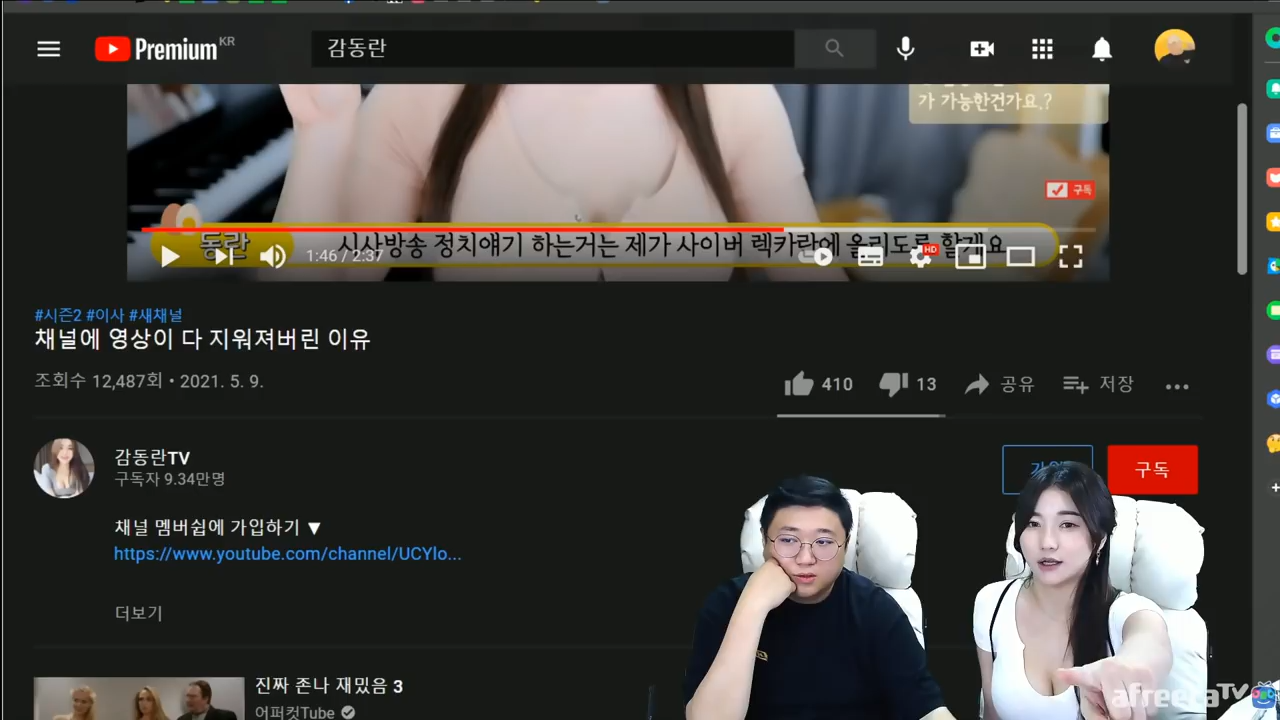 Premium KR
감동란
가 가능한건가요.?
구독
동란
시사방송 정치얘기 하는거는 제가 사이버 렉카란에 올리도록 할게요
1:46 / 2:37
HD
#시즌2 #이사 #새채널
채널에 영상이 다 지워져버린 이유
조회수 12,487회 • 2021. 5. 9.
410
13
공유
저장
감동란TV
구독자 9.34만명
구독
채널 멤버쉽에 가입하기 ▼
https://www.youtube.com/channel/UCYlo...
더보기
진짜 존나 재밌음 3
어퍼컷Tube
afreecaTV